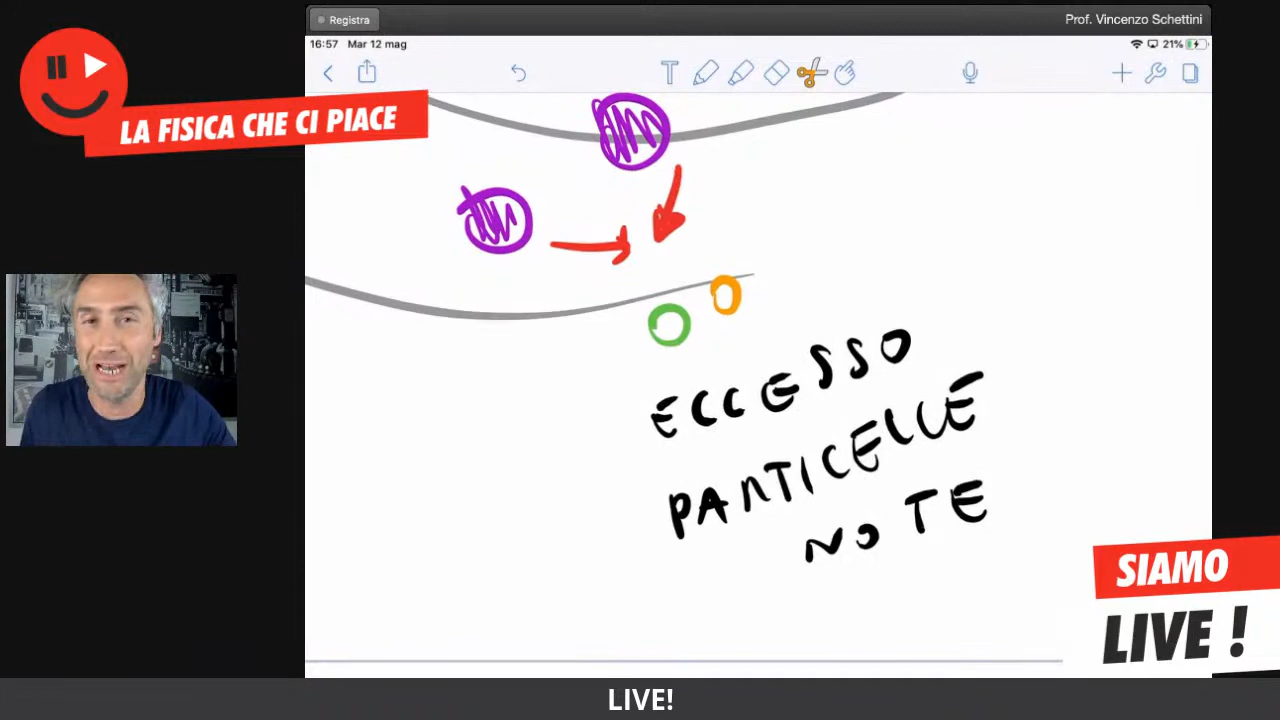 Registra
Prof. Vincenzo Schettini
16:57 Mar 12 mag
21%
LA FISICA CHE CI PIACE
ECCESSO
PARTICELLE
NOTE
SIAMO
LIVE !
LIVE!